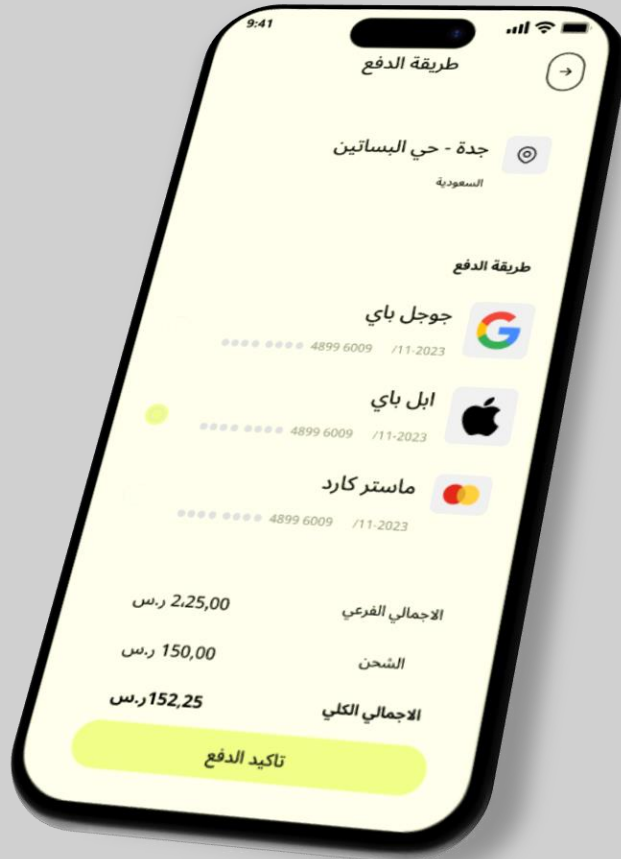 9:41
طريقة الدفع
جدة - حي البساتين
السعودية
طريقة الدفع
جوجل باي
4899 6009 /11-2023
ابل باي
4899 6009 /11-2023
ماستر كارد
4899 6009 /11-2023
الاجمالي الفرعي 2،25,00 ر.س
الشحن 150,00 ر.س
الاجمالي الكلي 152,25ر.س
تاكيد الدفع